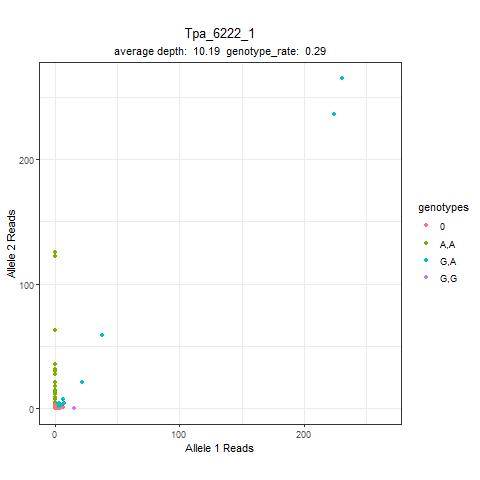 Tpa_6222_1
average depth:  10.19  genotype_rate:  0.29
Allele 2 Reads
200
100
0
0
100
200
Allele 1 Reads
genotypes
0
A,A
G,A
G,G